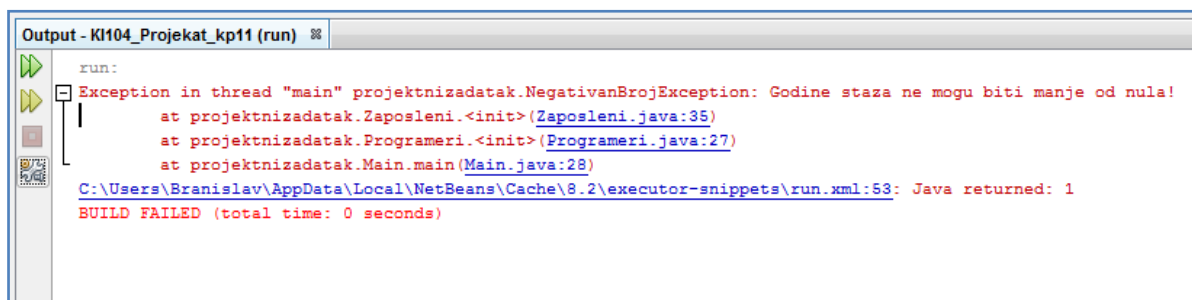 Output - KI104_Projekat_kp11 (run)
run:
Exception in thread "main" projektnizadatak.NegativanBrojException: Godine staza ne mogu biti manje od nula!
at projektnizadatak.Zaposleni.<init>(Zaposleni.java:35)
at projektnizadatak.Programeri.<init>(Programeri.java:27)
at projektnizadatak.Main.main(Main.java:28)
C:\Users\Branislav\AppData\Local\NetBeans\Cache\8.2\executor-snippets\run.xml:53: Java returned: 1
BUILD FAILED (total time: 0 seconds)